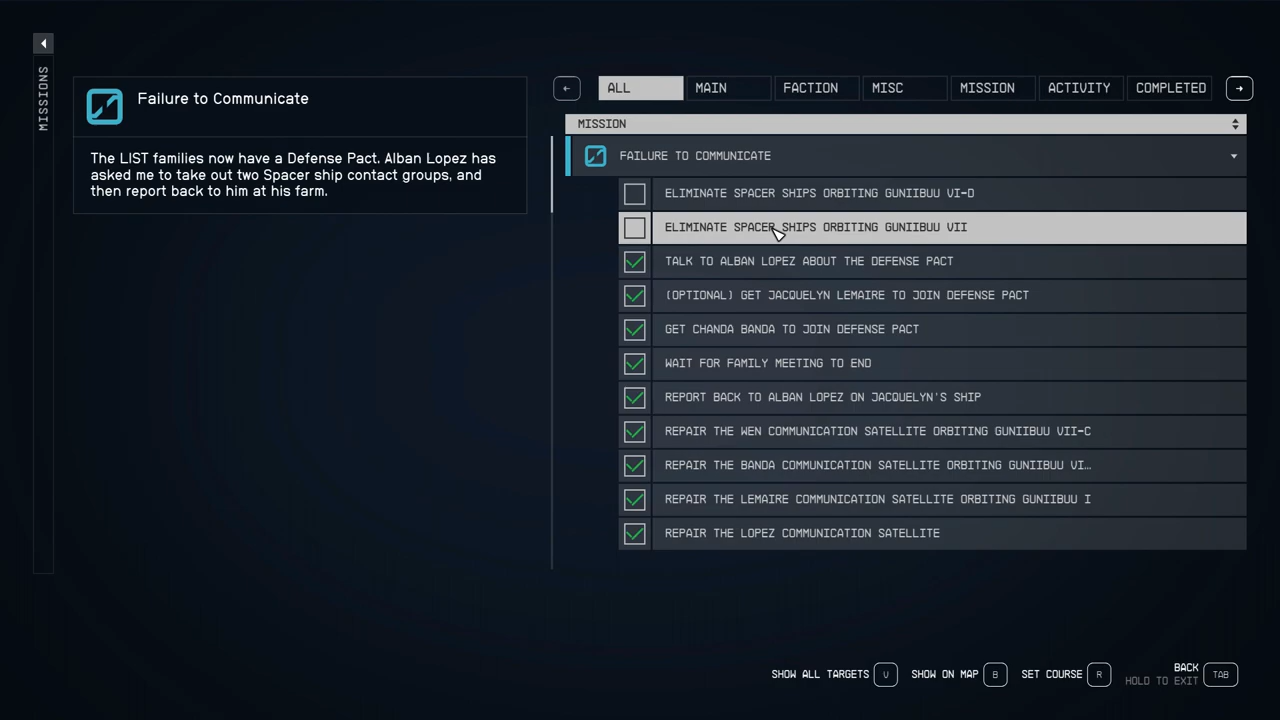 MISSIONS
Failure to Communicate
The LIST families now have a Defense Pact. Alban Lopez has
asked me to take out two Spacer ship contact groups, and
then report back to him at his farm.
ALL
MAIN
FACTION
MISC
MISSION
ACTIVITY
COMPLETED
MISSION
FAILURE TO COMMUNICATE
ELIMINATE SPACER SHIPS ORBITING GUNIIBUU VI-D
ELIMINATE SPACER SHIPS ORBITING GUNIIBUU VII
TALK TO ALBAN LOPEZ ABOUT THE DEFENSE PACT
(OPTIONAL) GET JACQUELYN LEMAIRE TO JOIN DEFENSE PACT
GET CHANDA BANDA TO JOIN DEFENSE PACT
WAIT FOR FAMILY MEETING TO END
REPORT BACK TO ALBAN LOPEZ ON JACQUELYN'S SHIP
REPAIR THE WEN COMMUNICATION SATELLITE ORBITING GUNIIBUU VII-C
REPAIR THE BANDA COMMUNICATION SATELLITE ORBITING GUNIIBUU VI...
REPAIR THE LEMAIRE COMMUNICATION SATELLITE ORBITING GUNIIBUU I
REPAIR THE LOPEZ COMMUNICATION SATELLITE
SHOW ALL TARGETS V
SHOW ON MAP B
SET COURSE R
BACK
HOLD TO EXIT
TAB